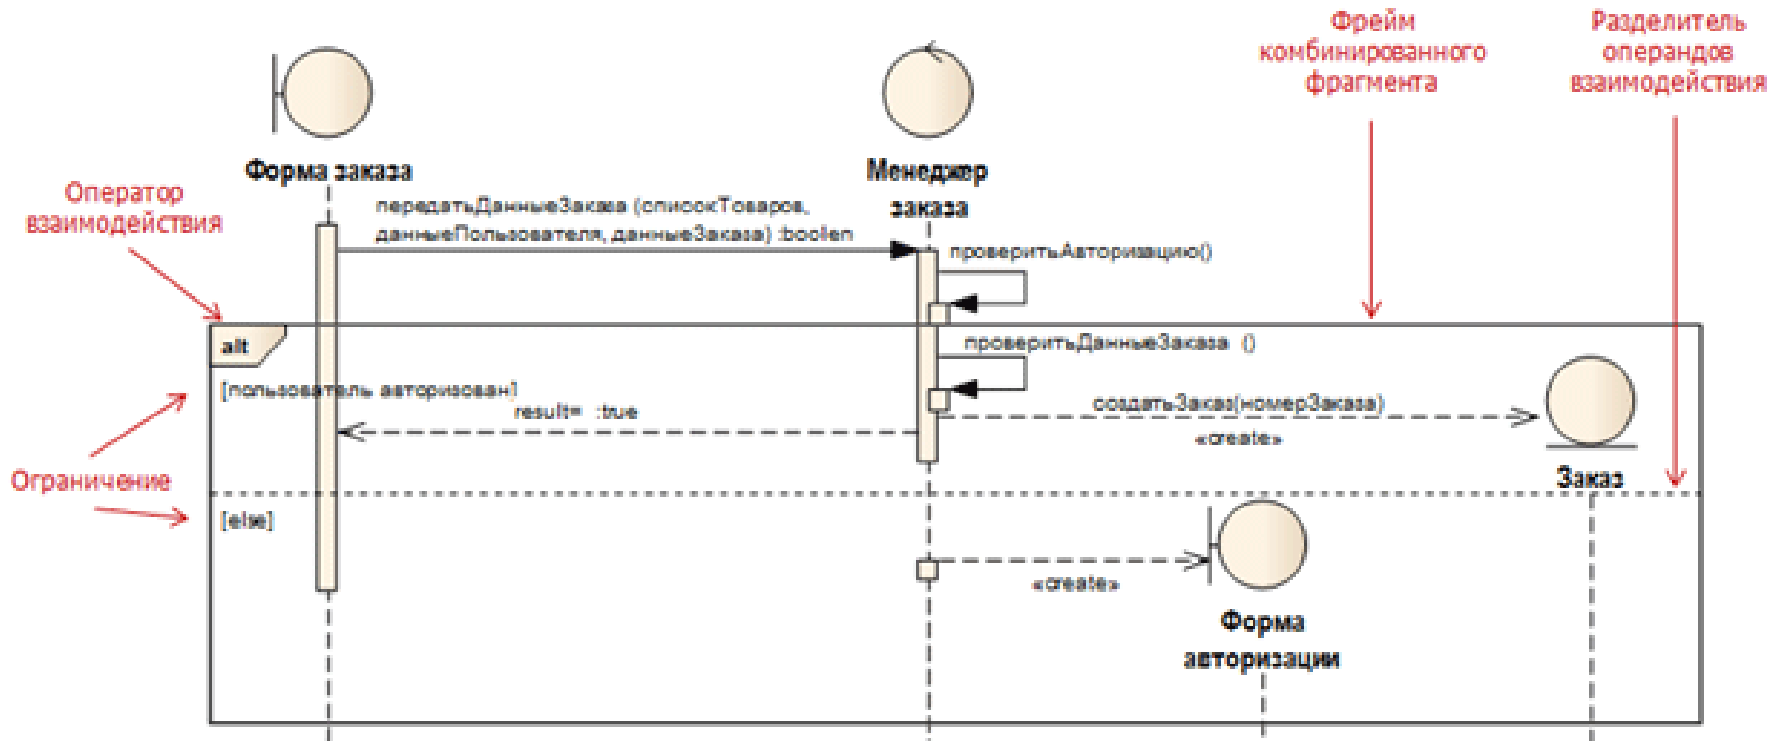 Фрейм
комбинированного
фрагмента
Разделитель
операндов
взаимодействия
Форма заказа
Менеджер
заказа
Оператор
взаимодействия
передатьДанныеЗаказа (списокТоваров,
данныеПользователя, данныеЗаказа) :boolen
проверитьАвторизацию()
alt
проверитьДанныеЗаказа ()
[пользователь авторизован]
result= :true
создатьЗаказ(номерЗаказа)
«create»
Ограничение
Заказ
[else]
«create»
Форма
авторизации